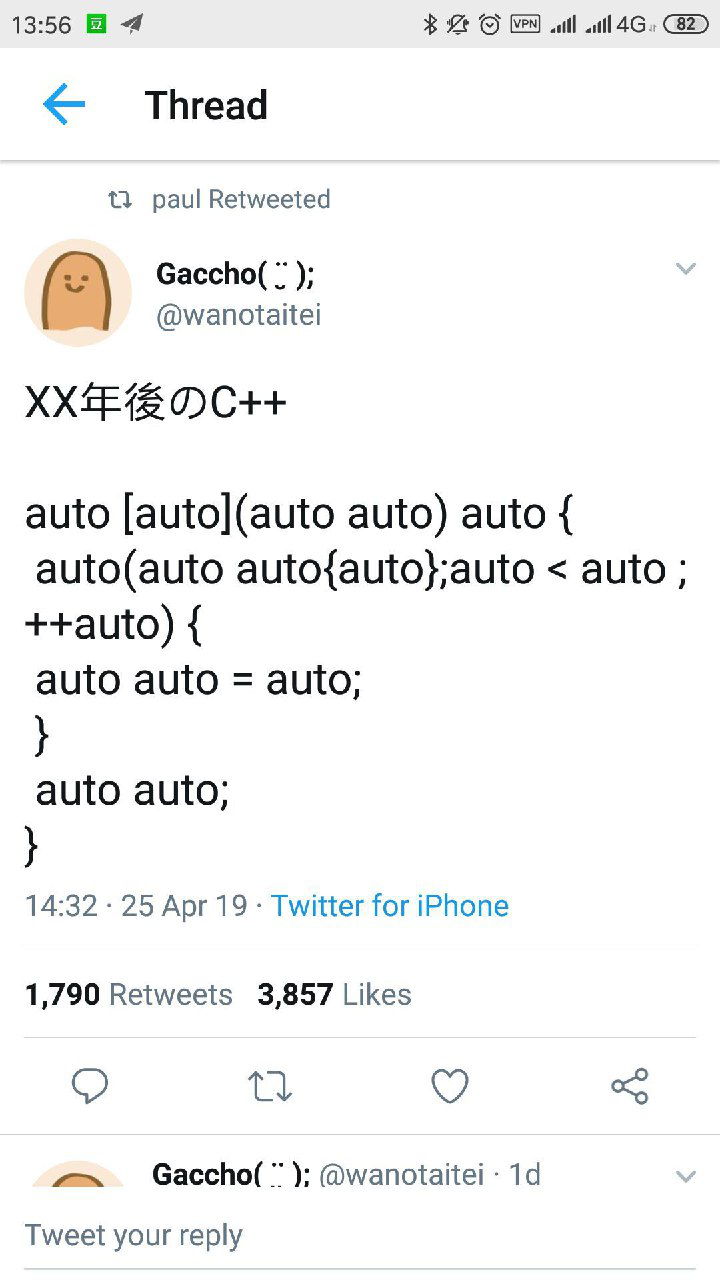 13:56 豆 VPN 4G 82
Thread
paul Retweeted
Gaccho( ¨̮ );
@wanotaitei
XX年後のC++
auto [auto](auto auto) auto {
auto(auto auto{auto};auto < auto ;
++auto) {
auto auto = auto;
}
auto auto;
}
14:32 · 25 Apr 19 · Twitter for iPhone
1,790 Retweets 3,857 Likes
Gaccho( ¨̮ ); @wanotaitei · 1d
Tweet your reply